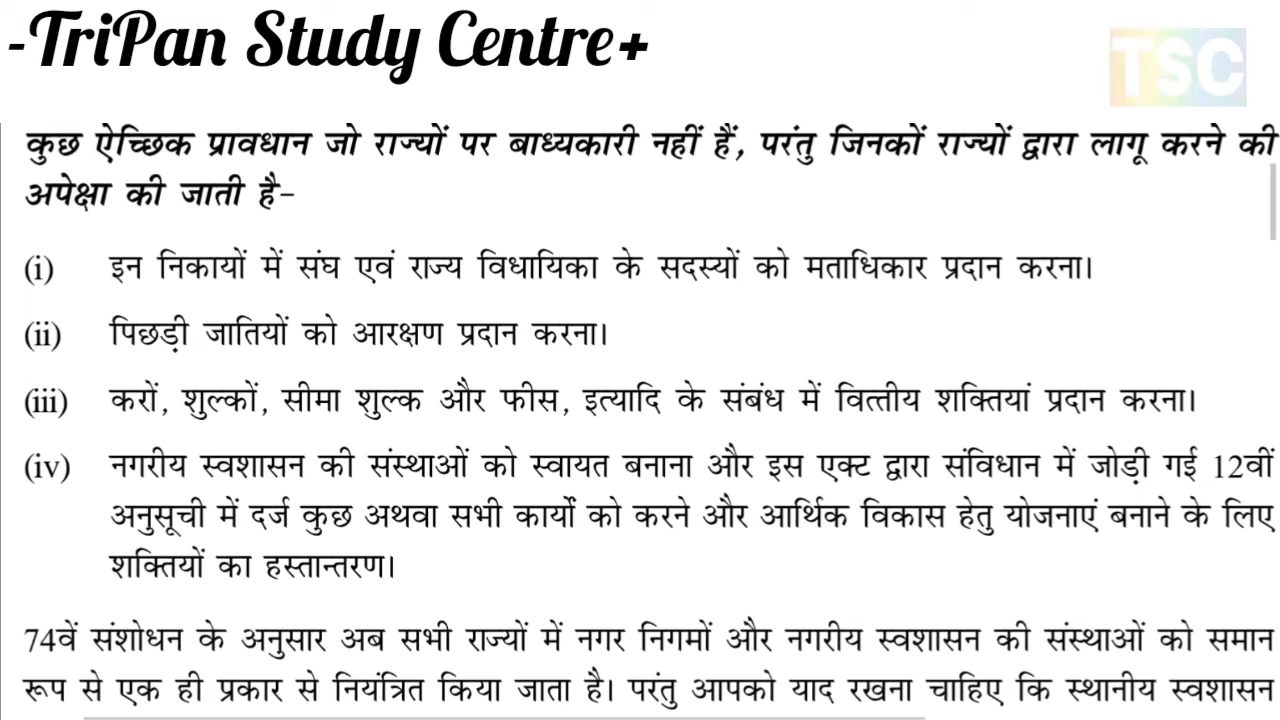 -TriPan Study Centre+
TSC
कुछ ऐच्छिक प्रावधान जो राज्यों पर बाध्यकारी नहीं हैं, परंतु जिनकों राज्यों द्वारा लागू करने की
अपेक्षा की जाती है-
(i) इन निकायों में संघ एवं राज्य विधायिका के सदस्यों को मताधिकार प्रदान करना।
(ii) पिछड़ी जातियों को आरक्षण प्रदान करना।
(iii) करों, शुल्कों, सीमा शुल्क और फीस, इत्यादि के संबंध में वित्तीय शक्तियां प्रदान करना।
(iv) नगरीय स्वशासन की संस्थाओं को स्वायत बनाना और इस एक्ट द्वारा संविधान में जोड़ी गई 12वीं
अनुसूची में दर्ज कुछ अथवा सभी कार्यों को करने और आर्थिक विकास हेतु योजनाएं बनाने के लिए
शक्तियों का हस्तान्तरण।
74वें संशोधन के अनुसार अब सभी राज्यों में नगर निगमों और नगरीय स्वशासन की संस्थाओं को समान
रूप से एक ही प्रकार से नियंत्रित किया जाता है। परंतु आपको याद रखना चाहिए कि स्थानीय स्वशासन